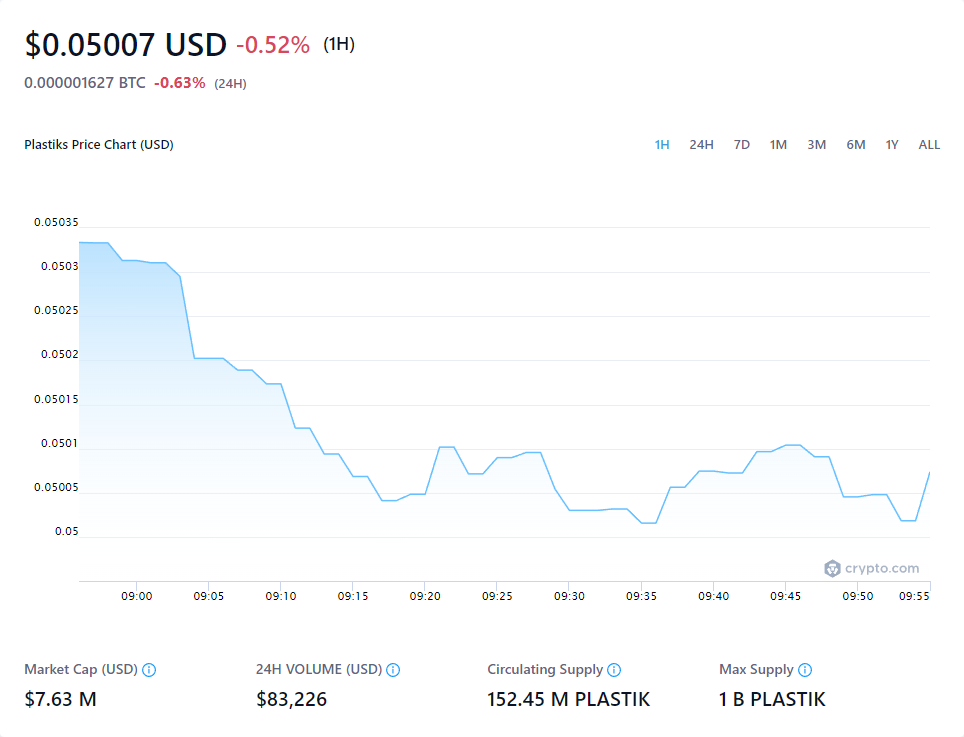 $0.05007 USD -0.52% (1H)
0.000001627 BTC -0.63% (24H)
Plastiks Price Chart (USD)
1H 24H 7D 1M 3M 6M 1Y ALL
0.05035
0.0503
0.05025
0.0502
0.05015
0.0501
0.05005
0.05
crypto.com
09:00 09:05 09:10 09:15 09:20 09:25 09:30 09:35 09:40 09:45 09:50 09:55
Market Cap (USD) 24H VOLUME (USD) Circulating Supply Max Supply
$7.63 M $83,226 152.45 M PLASTIK 1 B PLASTIK